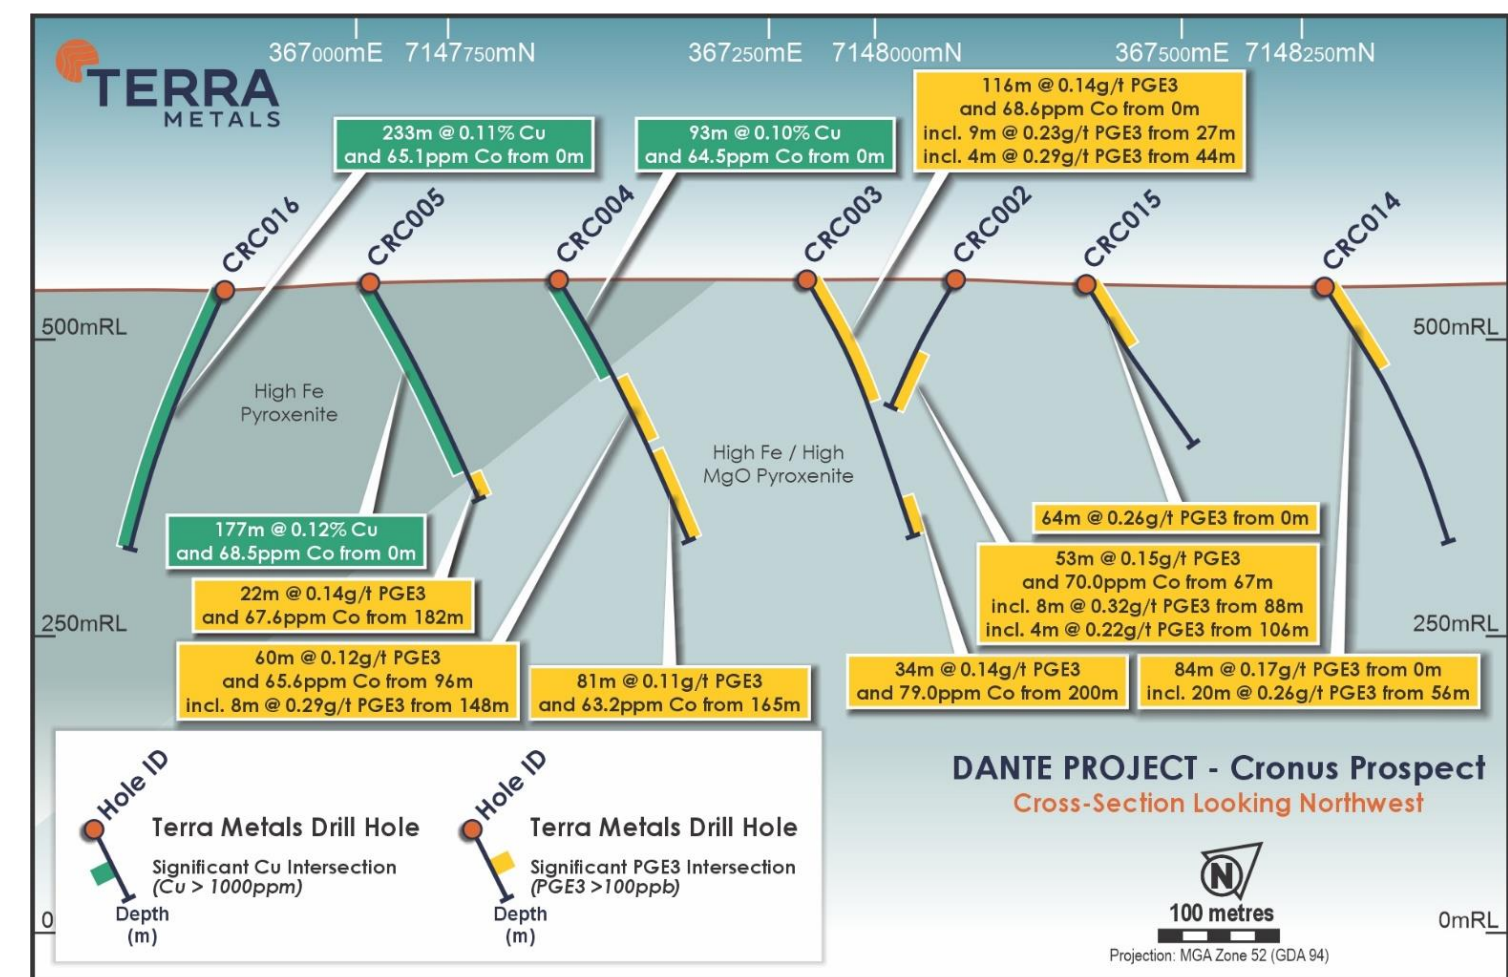 367000mE 7147750mN 367250mE 7148000mN 367500mE 7148250mN
TERRA
METALS
233m @ 0.11% Cu
and 65.1ppm Co from 0m
93m @ 0.10% Cu
and 64.5ppm Co from 0m
116m @ 0.14g/t PGE3
and 68.6ppm Co from 0m
incl. 9m @ 0.23g/t PGE3 from 27m
incl. 4m @ 0.29g/t PGE3 from 44m
CRC016
CRC005
CRC004
CRC003
CRC002
CRC015
CRC014
500mRL
500mRL
High Fe
Pyroxenite
High Fe / High
MgO Pyroxenite
177m @ 0.12% Cu
and 68.5ppm Co from 0m
64m @ 0.26g/t PGE3 from 0m
22m @ 0.14g/t PGE3
and 67.6ppm Co from 182m
53m @ 0.15g/t PGE3
and 70.0ppm Co from 67m
incl. 8m @ 0.32g/t PGE3 from 88m
incl. 4m @ 0.22g/t PGE3 from 106m
250mRL
250mRL
60m @ 0.12g/t PGE3
and 65.6ppm Co from 96m
incl. 8m @ 0.29g/t PGE3 from 148m
81m @ 0.11g/t PGE3
and 63.2ppm Co from 165m
34m @ 0.14g/t PGE3
and 79.0ppm Co from 200m
84m @ 0.17g/t PGE3 from 0m
incl. 20m @ 0.26g/t PGE3 from 56m
Hole ID
Terra Metals Drill Hole
Significant Cu Intersection
(Cu > 1000ppm)
Depth
(m)
Hole ID
Terra Metals Drill Hole
Significant PGE3 Intersection
(PGE3 >100ppb)
Depth
(m)
DANTE PROJECT - Cronus Prospect
Cross-Section Looking Northwest
N
100 metres
Projection: MGA Zone 52 (GDA 94)
0
0mRL